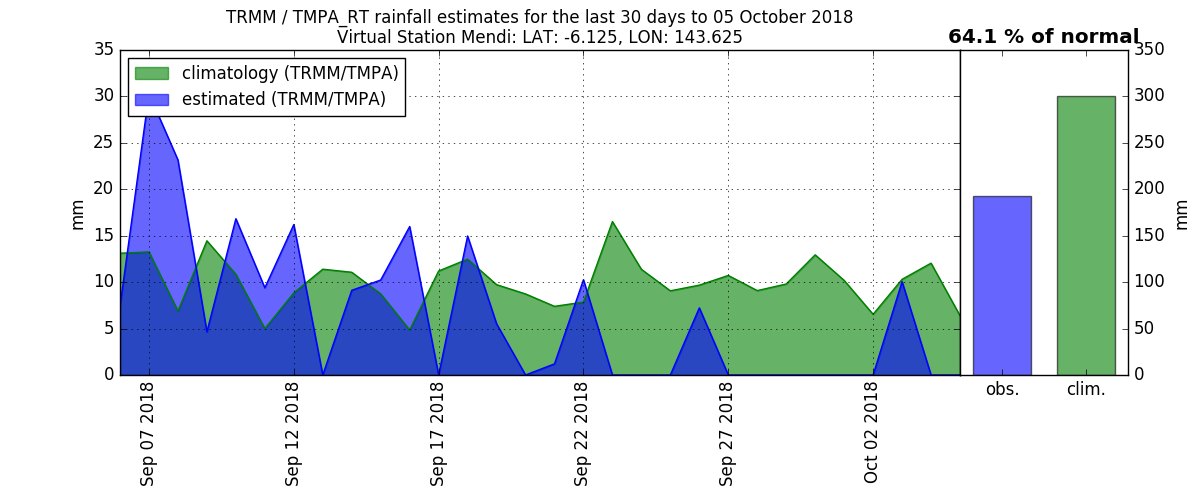 TRMM / TMPA_RT rainfall estimates for the last 30 days to 05 October 2018
Virtual Station Mendi: LAT: -6.125, LON: 143.625
64.1 % of normal
climatology (TRMM/TMPA)
estimated (TRMM/TMPA)
35
30
25
20
15
10
5
0
mm
Sep 07 2018
Sep 12 2018
Sep 17 2018
Sep 22 2018
Sep 27 2018
Oct 02 2018
obs.
clim.
350
300
250
200
150
100
50
0
mm